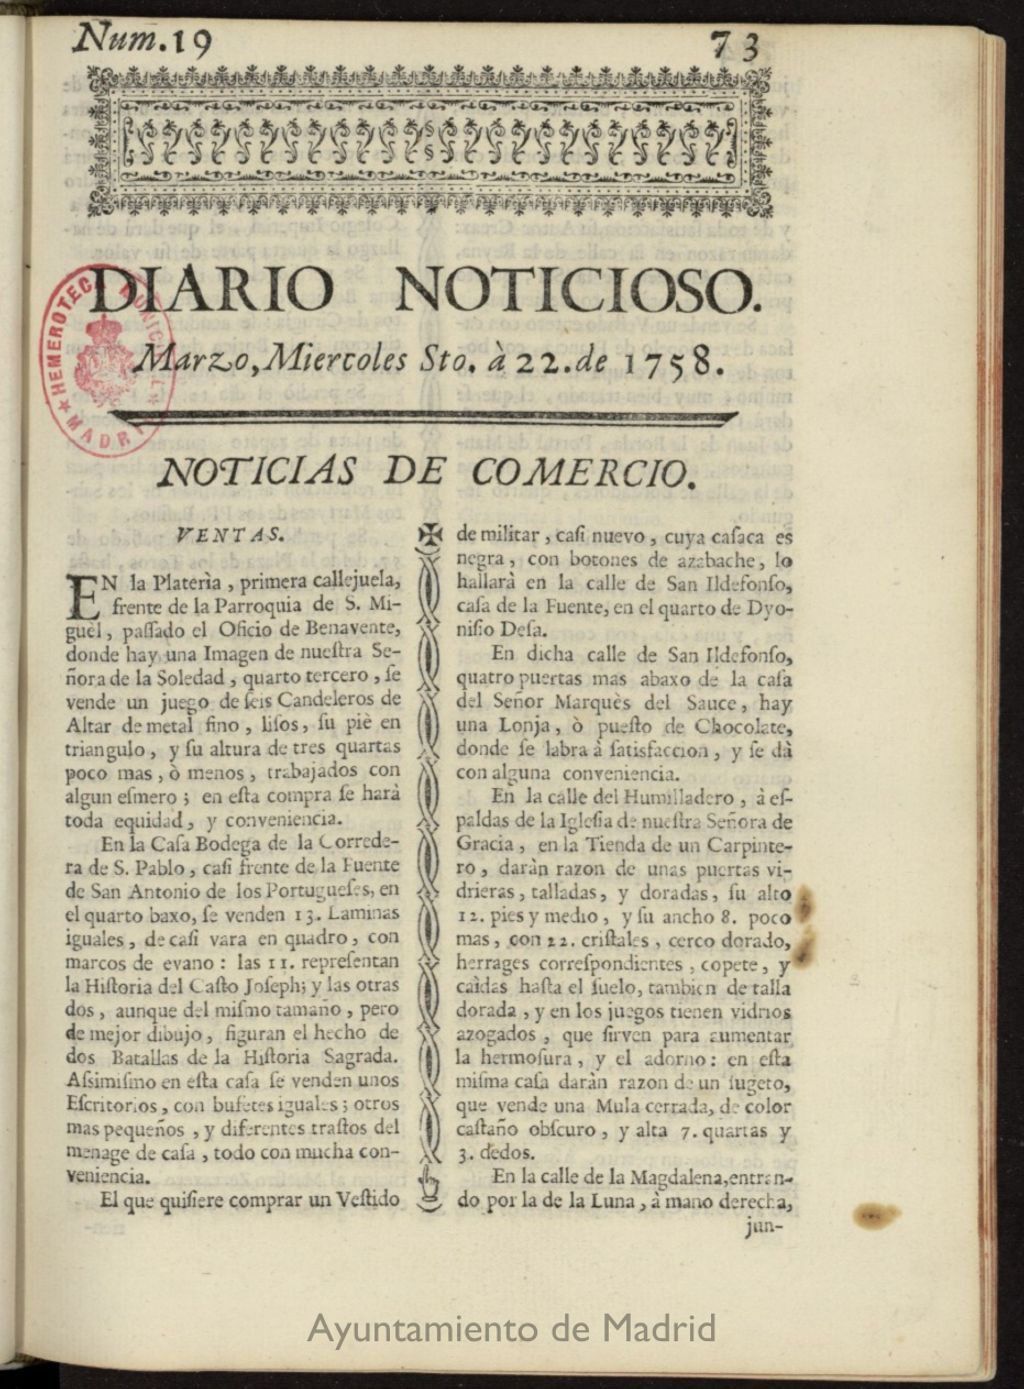 Num.19
73
DIARIO NOTICIOSO.
Marzo, Miercoles Sto. à 22. de 1758.
HEMEROTECA MUNICIPAL
★ MADRID ★
NOTICIAS DE COMERCIO.
VENTAS.
EN la Platerìa, primera callejuela,
frente de la Parroquia de S. Mi-
guèl, paſſado el Oficio de Benavente,
donde hay una Imagen de nueſtra Se-
ñora de la Soledad, quarto tercero, ſe
vende un juego de ſeis Candeleros de
Altar de metal fino, liſos, ſu piè en
triangulo, y ſu altura de tres quartas
poco mas, ò menos, trabajados con
algun eſmero; en eſta compra ſe harà
toda equidad, y conveniencia.
En la Caſa Bodega de la Correde-
ra de S. Pablo, caſi frente de la Fuente
de San Antonio de los Portugueſes, en
el quarto baxo, ſe venden 13. Laminas
iguales, de caſi vara en quadro, con
marcos de evano: las 11. repreſentan
la Hiſtoria del Caſto Joſeph; y las otras
dos, aunque del miſmo tamaño, pero
de mejor dibujo, figuran el hecho de
dos Batallas de la Hiſtoria Sagrada.
Aſsimiſmo en eſta caſa ſe venden unos
Eſcritorios, con bufetes iguales; otros
mas pequeños, y diferentes traſtos del
menage de caſa, todo con mucha con-
veniencia.
El que quiſiere comprar un Veſtido
de militar, caſi nuevo, cuya caſaca es
negra, con botones de azabache, lo
hallarà en la calle de San Ildefonſo,
caſa de la Fuente, en el quarto de Dyo-
niſio Deſa.
En dicha calle de San Ildefonſo,
quatro puertas mas abaxo de la caſa
del Señor Marquès del Sauce, hay
una Lonja, ò pueſto de Chocolate,
donde ſe labra à ſatisfaccion, y ſe dà
con alguna conveniencia.
En la calle del Humilladero, à eſ-
paldas de la Igleſia de nueſtra Señora de
Gracia, en la Tienda de un Carpinte-
ro, daràn razon de unas puertas vi-
drieras, talladas, y doradas, ſu alto
12. pies y medio, y ſu ancho 8. poco
mas, con 22. criſtales, cerco dorado,
herrages correſpondientes, copete, y
caìdas haſta el ſuelo, tambien de talla
dorada, y en los juegos tienen vidrios
azogados, que ſirven para aumentar
la hermoſura, y el adorno: en eſta
miſma caſa daràn razon de un ſugeto,
que vende una Mula cerrada, de color
caſtaño obſcuro, y alta 7. quartas y
3. dedos.
En la calle de la Magdalena, entran-
do por la de la Luna, à mano derecha,
jun-
Ayuntamiento de Madrid